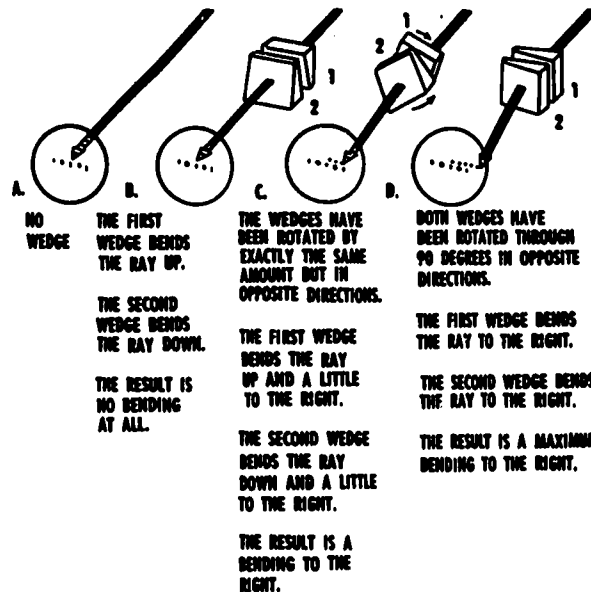 1
2
1
2
1
2
A.
B.
C.
D.
NO
WEDGE
THE FIRST
WEDGE BENDS
THE RAY UP.
THE SECOND
WEDGE BENDS
THE RAY DOWN.
THE RESULT IS
NO BENDING
AT ALL.
THE WEDGES HAVE
BEEN ROTATED BY
EXACTLY THE SAME
AMOUNT BUT IN
OPPOSITE DIRECTIONS.
THE FIRST WEDGE
BENDS THE RAY
UP AND A LITTLE
TO THE RIGHT.
THE SECOND WEDGE
BENDS THE RAY
DOWN AND A LITTLE
TO THE RIGHT.
THE RESULT IS A
BENDING TO THE
RIGHT.
BOTH WEDGES HAVE
BEEN ROTATED THROUGH
90 DEGREES IN OPPOSITE
DIRECTIONS.
THE FIRST WEDGE BENDS
THE RAY TO THE RIGHT.
THE SECOND WEDGE BENDS
THE RAY TO THE RIGHT.
THE RESULT IS A MAXIMUM
BENDING TO THE RIGHT.